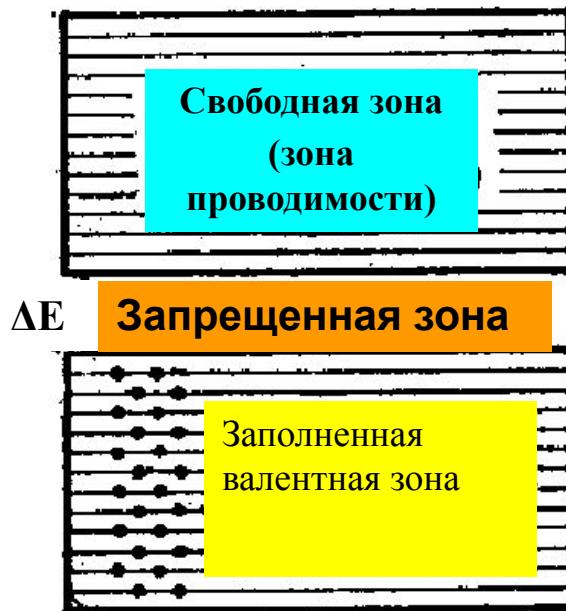 Свободная зона
(зона
проводимости)
ΔE Запрещенная зона
Заполненная
валентная зона